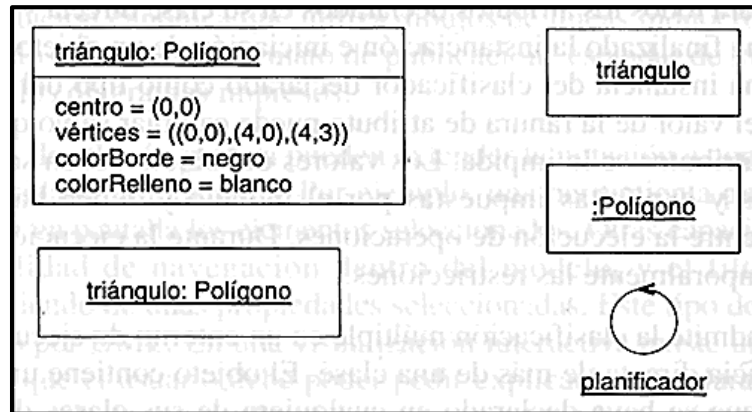 triángulo: Polígono
centro = (0,0)
vértices = ((0,0),(4,0),(4,3))
colorBorde = negro
colorRelleno = blanco
triángulo
:Polígono
triángulo: Polígono
planificador